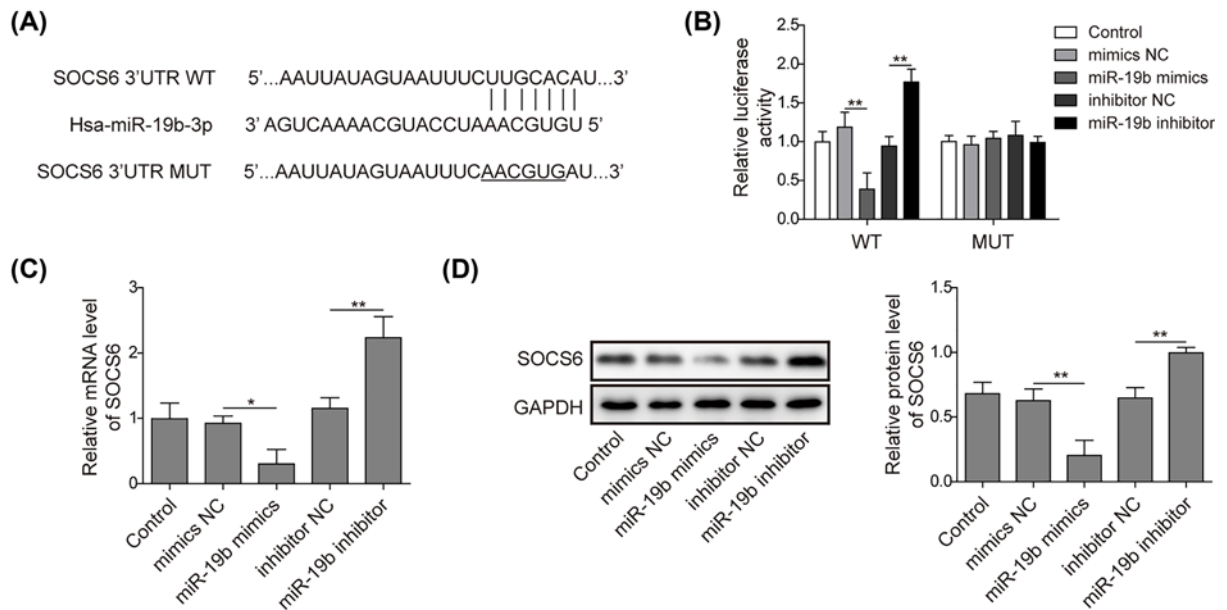 (A)
SOCS6 3’UTR WT 5’...AAUUAUAGUAAUUUCUUGCACAU...3’
Hsa-miR-19b-3p 3’ AGUCAAAACGUACCUAAACGUGU 5’
SOCS6 3’UTR MUT 5’...AAUUAUAGUAAUUUCAACGUGAU...3’
(B)
Relative luciferase
activity
2.5
2.0
1.5
1.0
0.5
0.0
**
**
WT
MUT
Control
mimics NC
miR-19b mimics
inhibitor NC
miR-19b inhibitor
(C)
Relative mRNA level
of SOCS6
3
2
1
0
*
**
Control
mimics NC
miR-19b mimics
inhibitor NC
miR-19b inhibitor
(D)
SOCS6
GAPDH
Control
mimics NC
miR-19b mimics
inhibitor NC
miR-19b inhibitor
Relative protein level
of SOCS6
1.5
1.0
0.5
0.0
**
**
Control
mimics NC
miR-19b mimics
inhibitor NC
miR-19b inhibitor